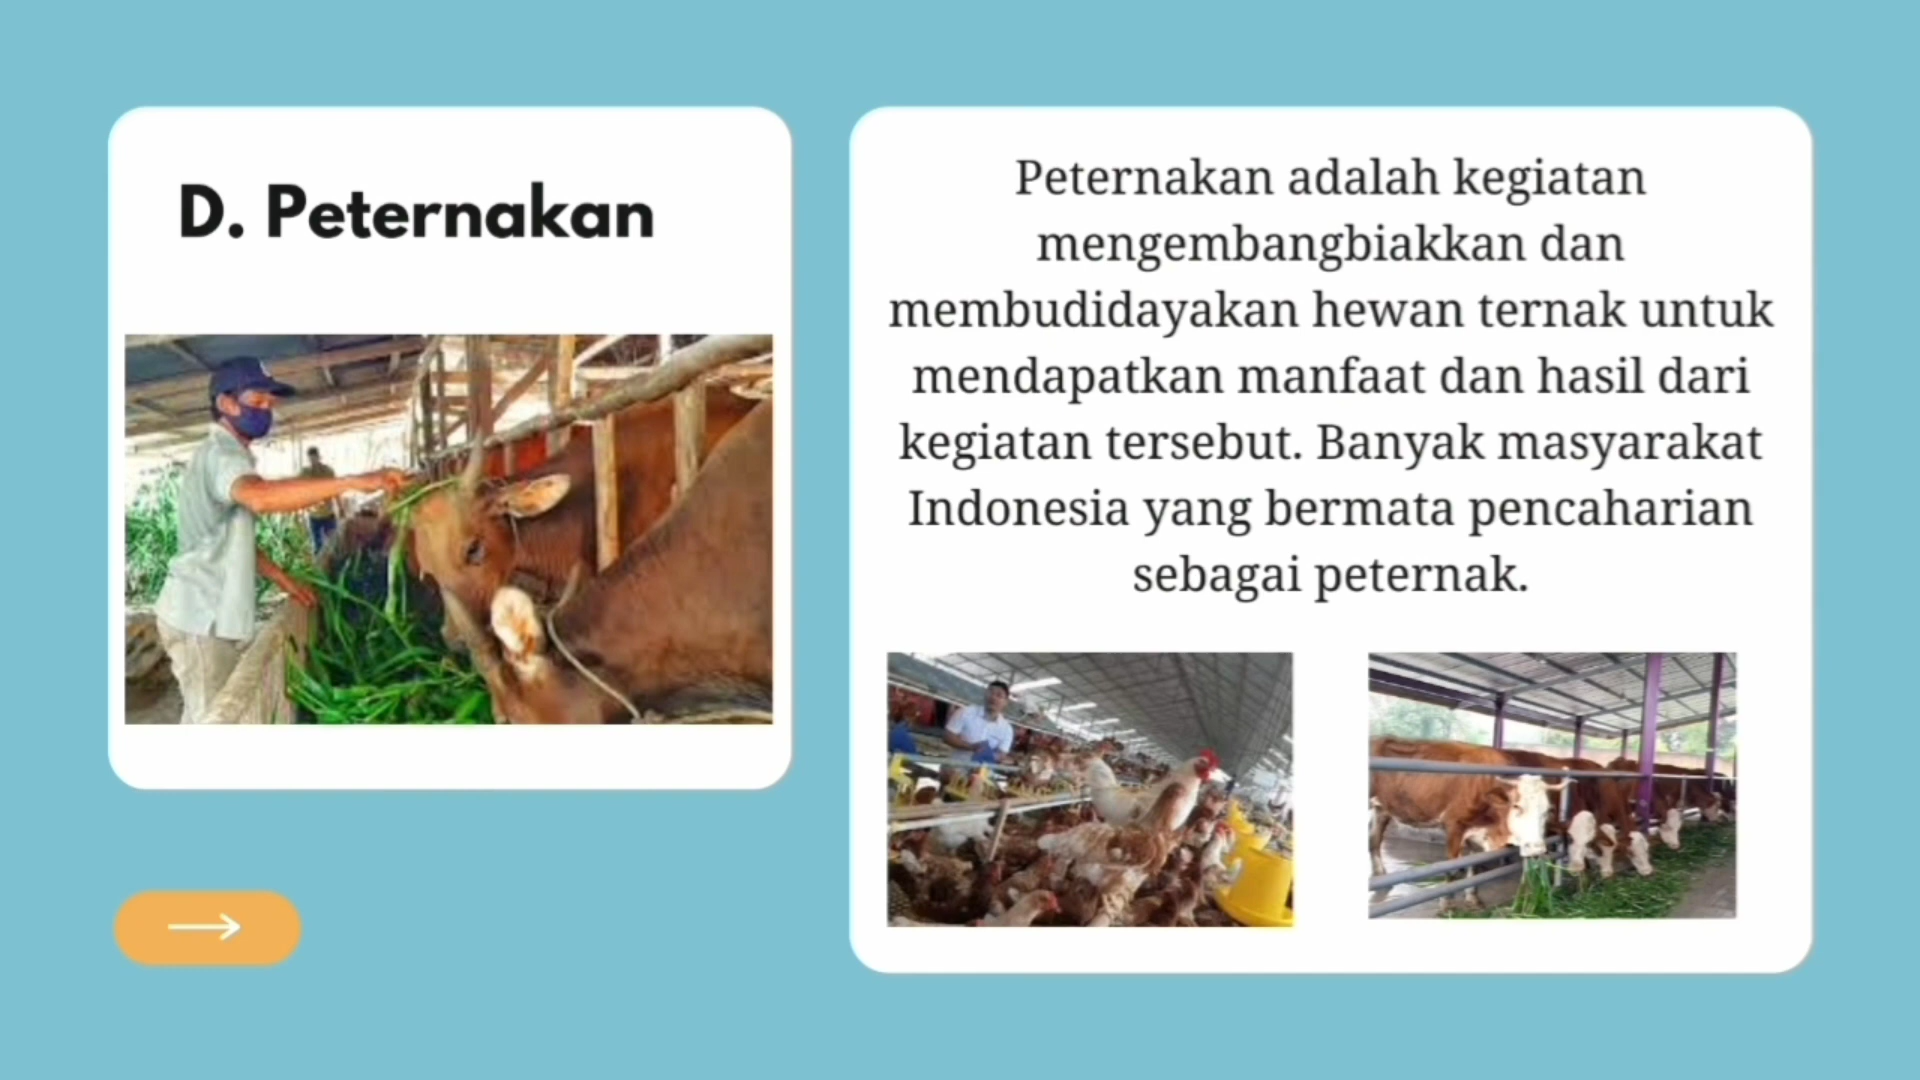 D. Peternakan
Peternakan adalah kegiatan
mengembangbiakkan dan
membudidayakan hewan ternak untuk
mendapatkan manfaat dan hasil dari
kegiatan tersebut. Banyak masyarakat
Indonesia yang bermata pencaharian
sebagai peternak.